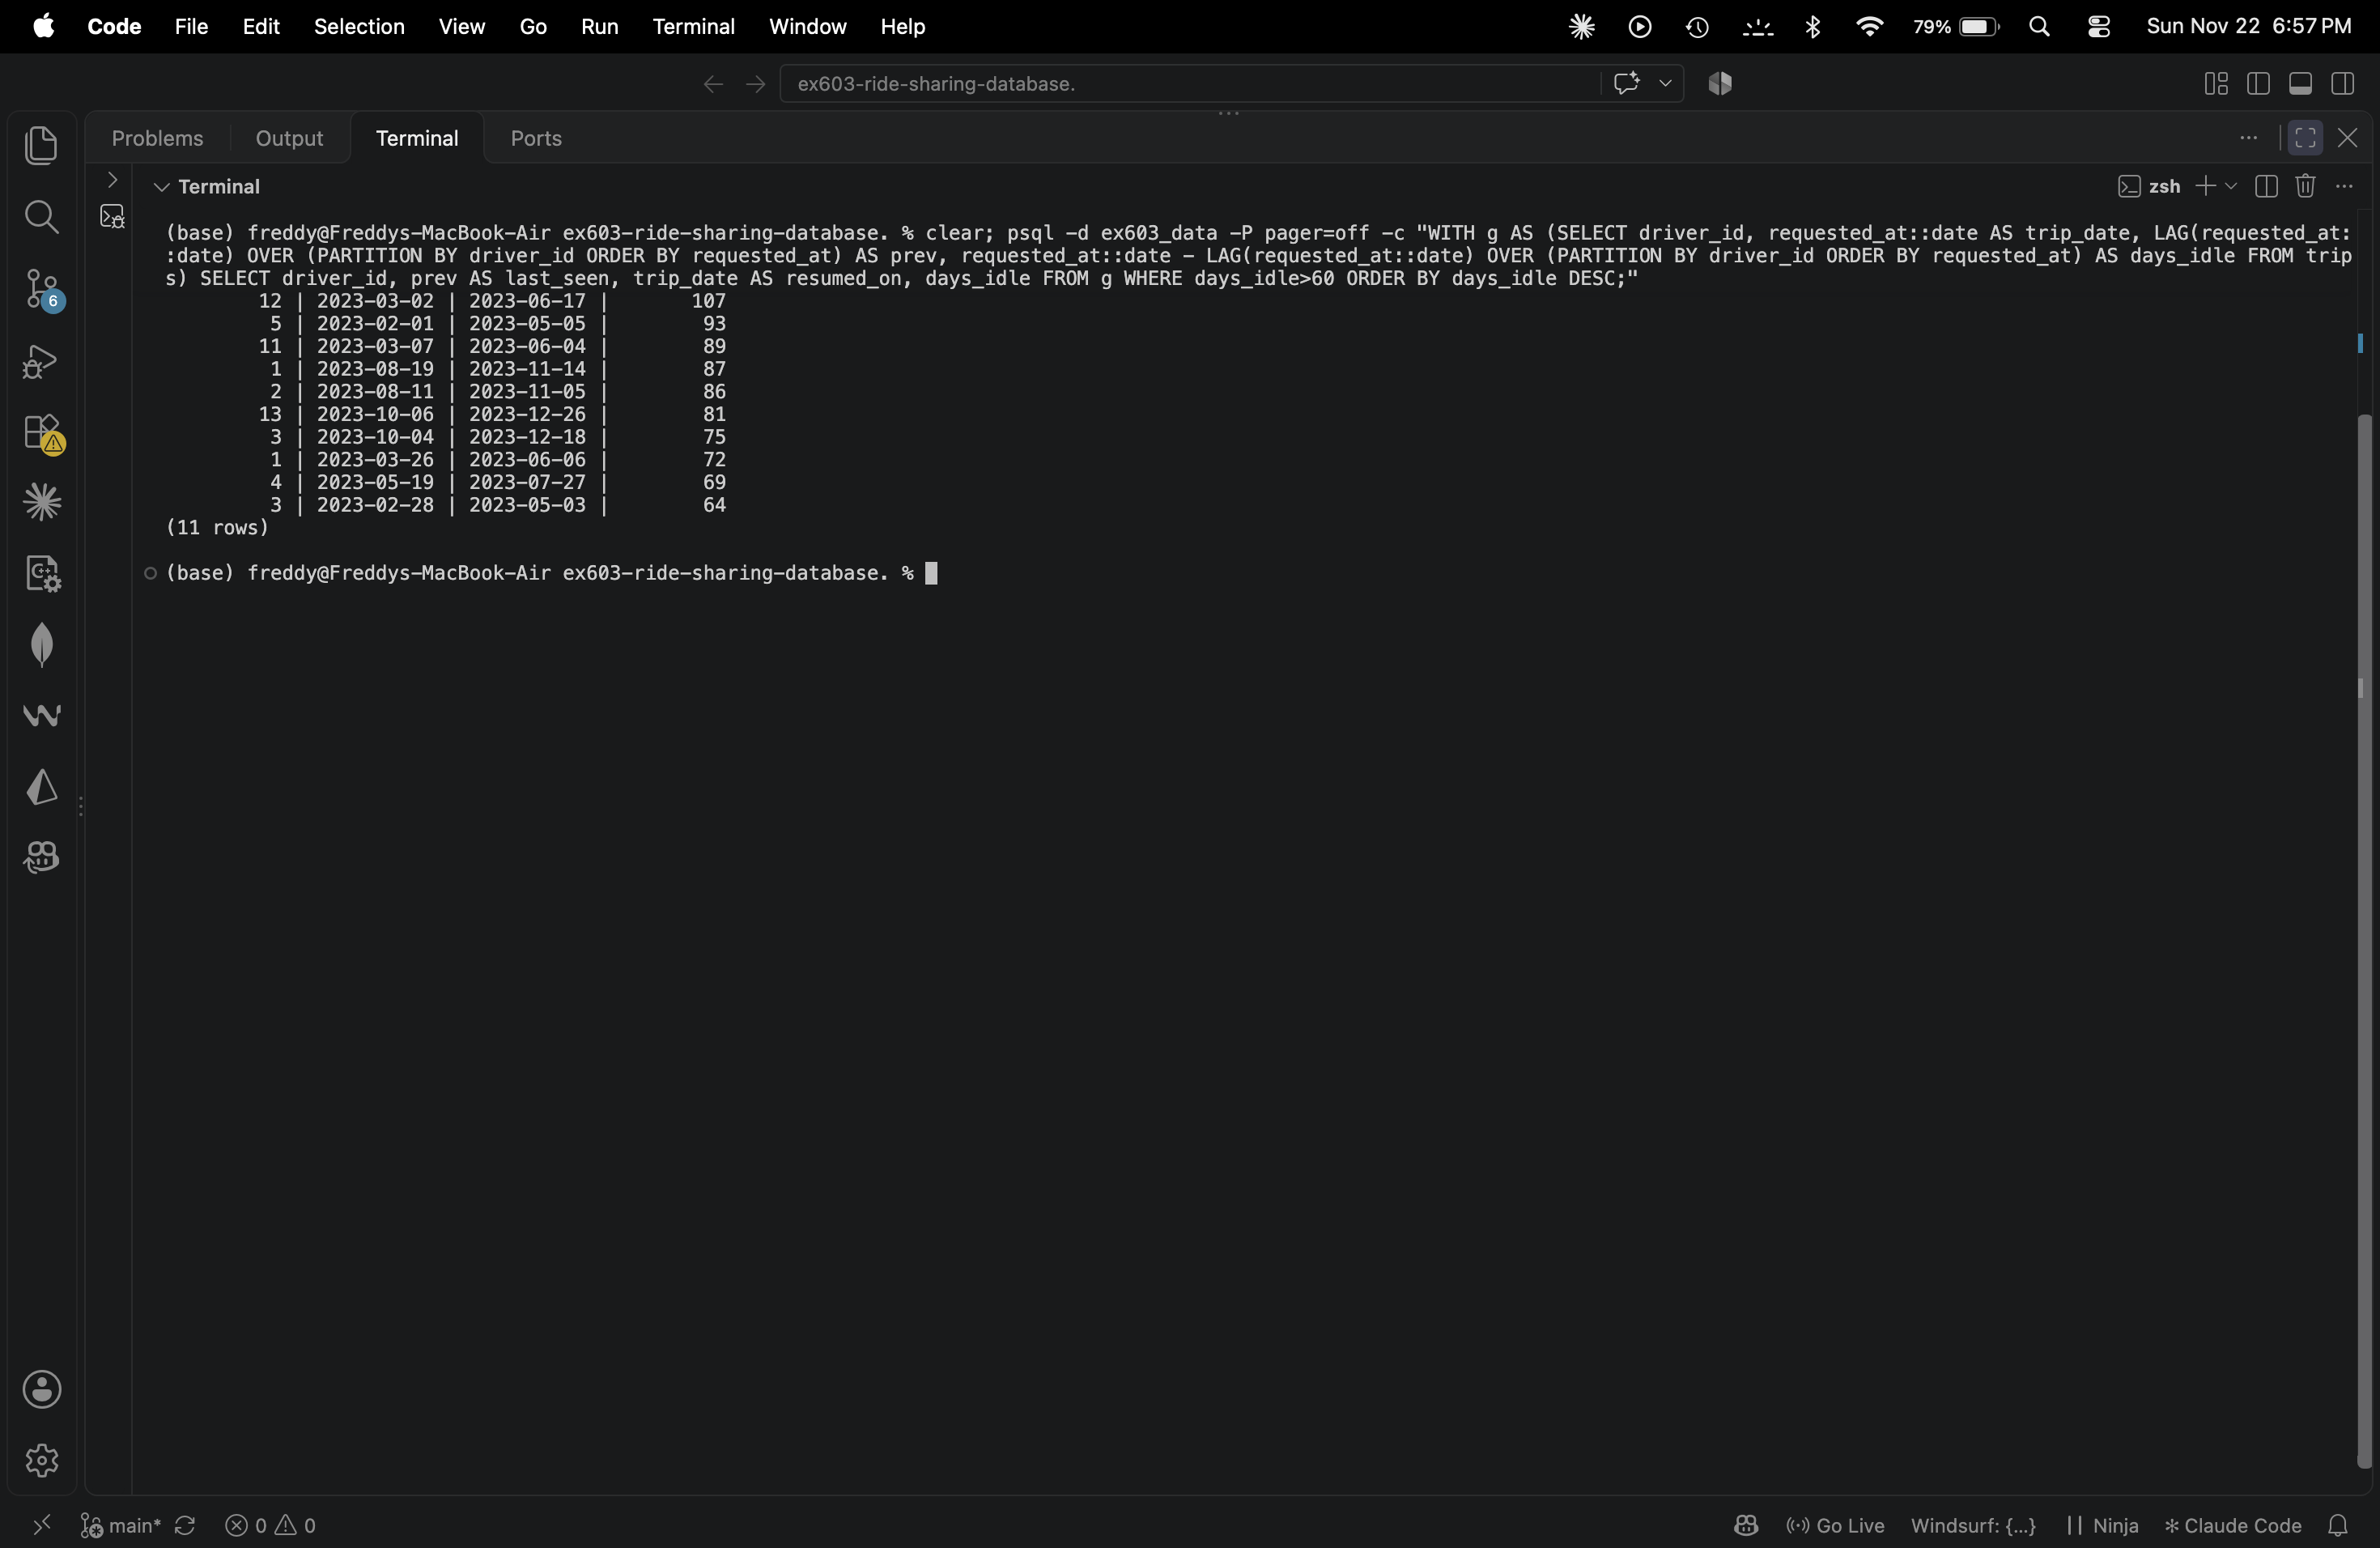 Code File Edit Selection View Go Run Terminal Window Help 79% Sun Nov 22 6:57 PM
ex603-ride-sharing-database.
Problems Output Terminal Ports
Terminal zsh
(base) freddy@Freddys-MacBook-Air ex603-ride-sharing-database. % clear; psql -d ex603_data -P pager=off -c "WITH g AS (SELECT driver_id, requested_at::date AS trip_date, LAG(requested_at:
:date) OVER (PARTITION BY driver_id ORDER BY requested_at) AS prev, requested_at::date - LAG(requested_at::date) OVER (PARTITION BY driver_id ORDER BY requested_at) AS days_idle FROM trip
s) SELECT driver_id, prev AS last_seen, trip_date AS resumed_on, days_idle FROM g WHERE days_idle>60 ORDER BY days_idle DESC;"
12 | 2023-03-02 | 2023-06-17 | 107
5 | 2023-02-01 | 2023-05-05 | 93
11 | 2023-03-07 | 2023-06-04 | 89
1 | 2023-08-19 | 2023-11-14 | 87
2 | 2023-08-11 | 2023-11-05 | 86
13 | 2023-10-06 | 2023-12-26 | 81
3 | 2023-10-04 | 2023-12-18 | 75
1 | 2023-03-26 | 2023-06-06 | 72
4 | 2023-05-19 | 2023-07-27 | 69
3 | 2023-02-28 | 2023-05-03 | 64
(11 rows)
(base) freddy@Freddys-MacBook-Air ex603-ride-sharing-database. %
6
main* 0 0 Go Live Windsurf: {...} Ninja Claude Code